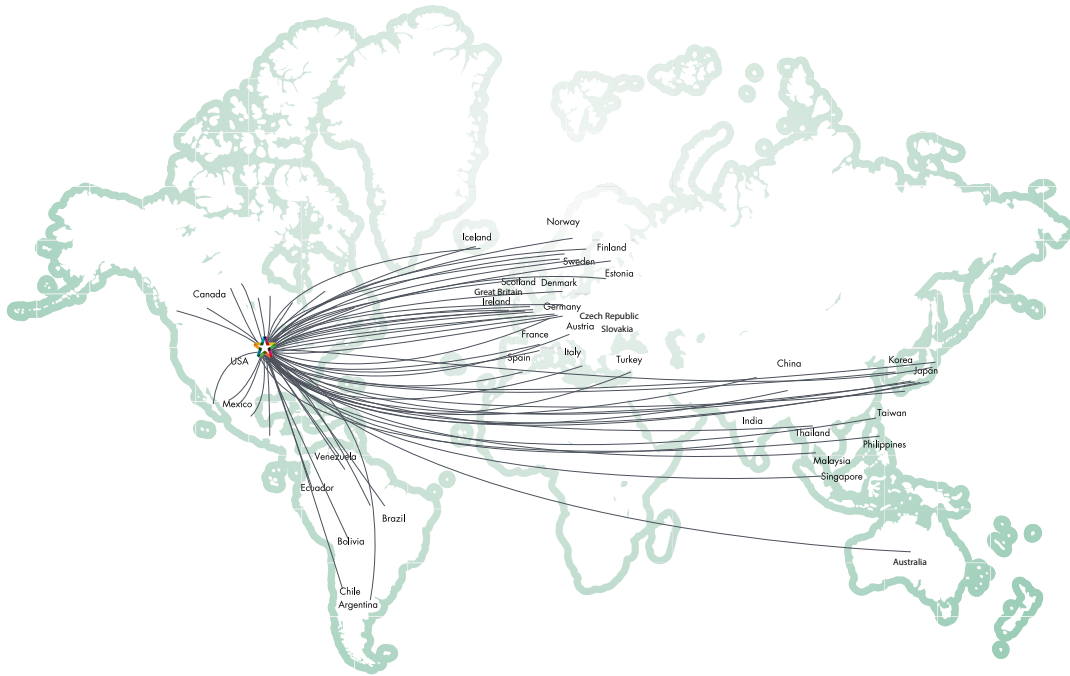 Norway
Iceland
Finland
Sweden
Estonia
Scotland
Denmark
Great Britain
Canada
Ireland
Germany
Czech Republic
Austria
Slovakia
France
Italy
Spain
Turkey
USA
China
Korea
Japan
Mexico
Taiwan
India
Thailand
Philippines
Venezuela
Malaysia
Singapore
Ecuador
Brazil
Bolivia
Australia
Chile
Argentina